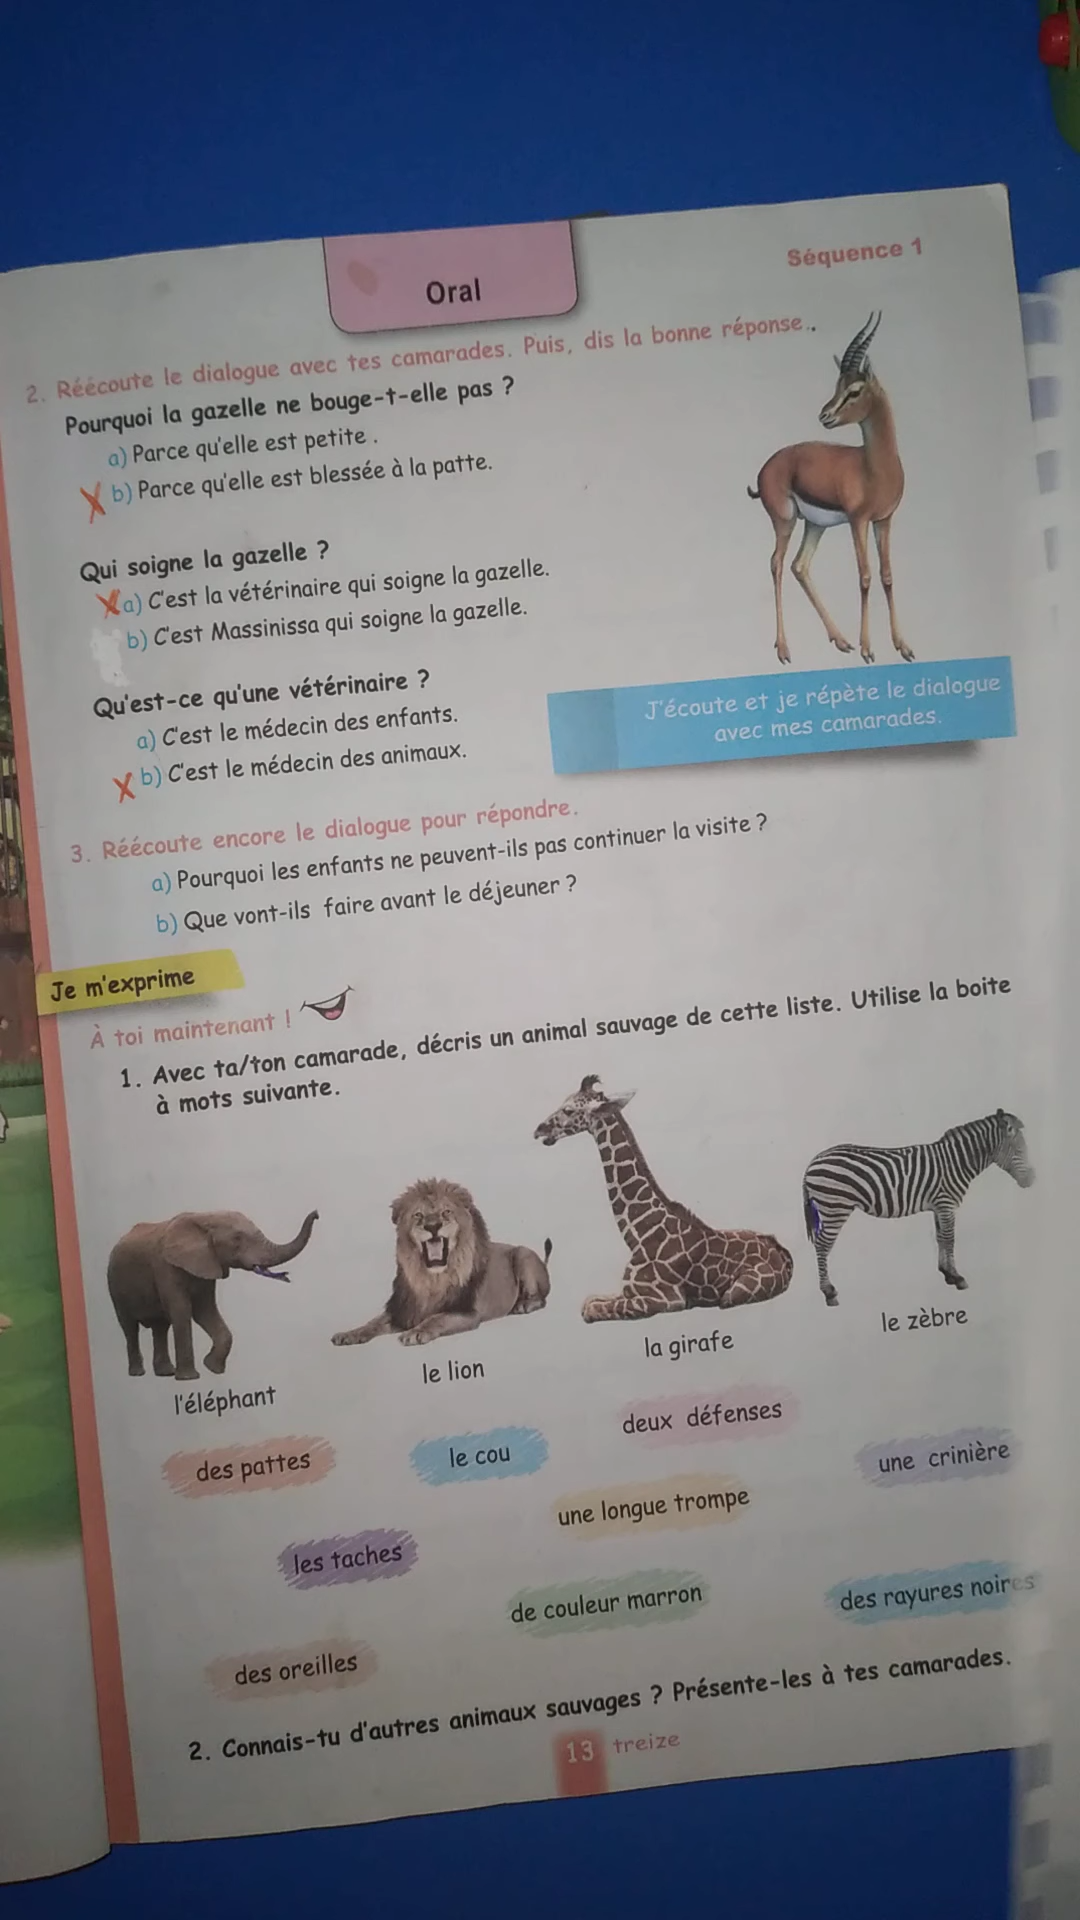 Oral
Séquence 1
2. Réécoute le dialogue avec tes camarades. Puis, dis la bonne réponse..
Pourquoi la gazelle ne bouge-t-elle pas ?
a) Parce qu'elle est petite .
X b) Parce qu'elle est blessée à la patte.
Qui soigne la gazelle ?
X a) C'est la vétérinaire qui soigne la gazelle.
b) C'est Massinissa qui soigne la gazelle.
Qu'est-ce qu'une vétérinaire ?
a) C'est le médecin des enfants.
X b) C'est le médecin des animaux.
J'écoute et je répète le dialogue
avec mes camarades.
3. Réécoute encore le dialogue pour répondre.
a) Pourquoi les enfants ne peuvent-ils pas continuer la visite ?
b) Que vont-ils faire avant le déjeuner ?
Je m'exprime
À toi maintenant !
1. Avec ta/ton camarade, décris un animal sauvage de cette liste. Utilise la boite
à mots suivante.
l'éléphant
le lion
la girafe
le zèbre
des pattes
le cou
deux défenses
une crinière
une longue trompe
les taches
de couleur marron
des rayures noires
des oreilles
2. Connais-tu d'autres animaux sauvages ? Présente-les à tes camarades.
13 treize